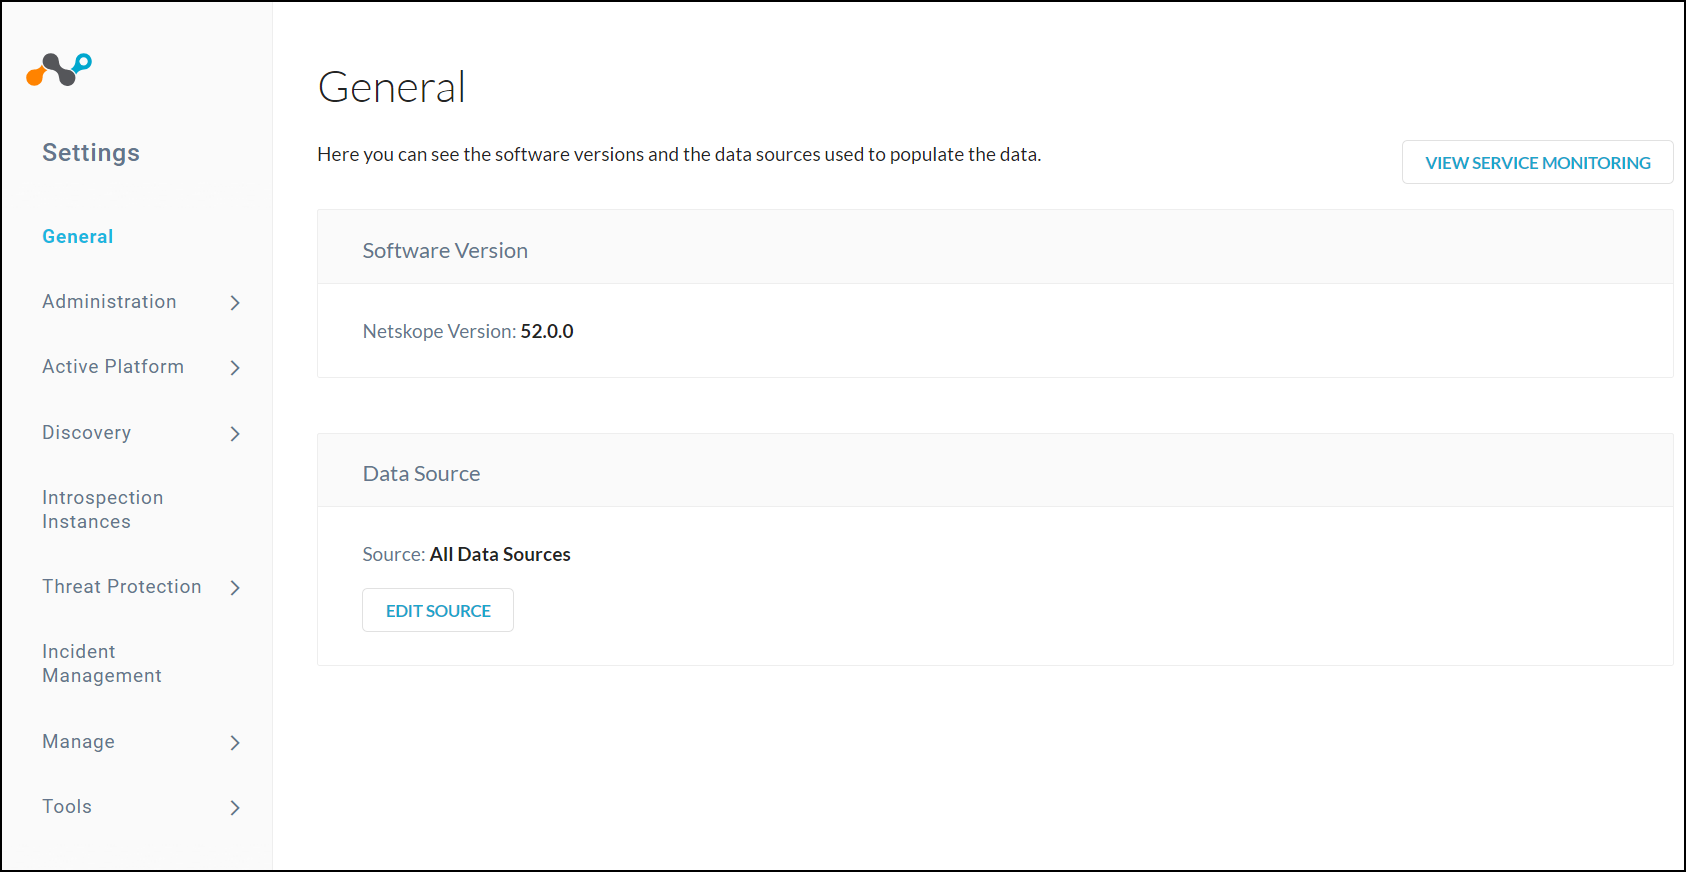 Settings
General
Administration
Active Platform
Discovery
Introspection
Instances
Threat Protection
Incident
Management
Manage
Tools
General
Here you can see the software versions and the data sources used to populate the data.
VIEW SERVICE MONITORING
Software Version
Netskope Version: 52.0.0
Data Source
Source: All Data Sources
EDIT SOURCE